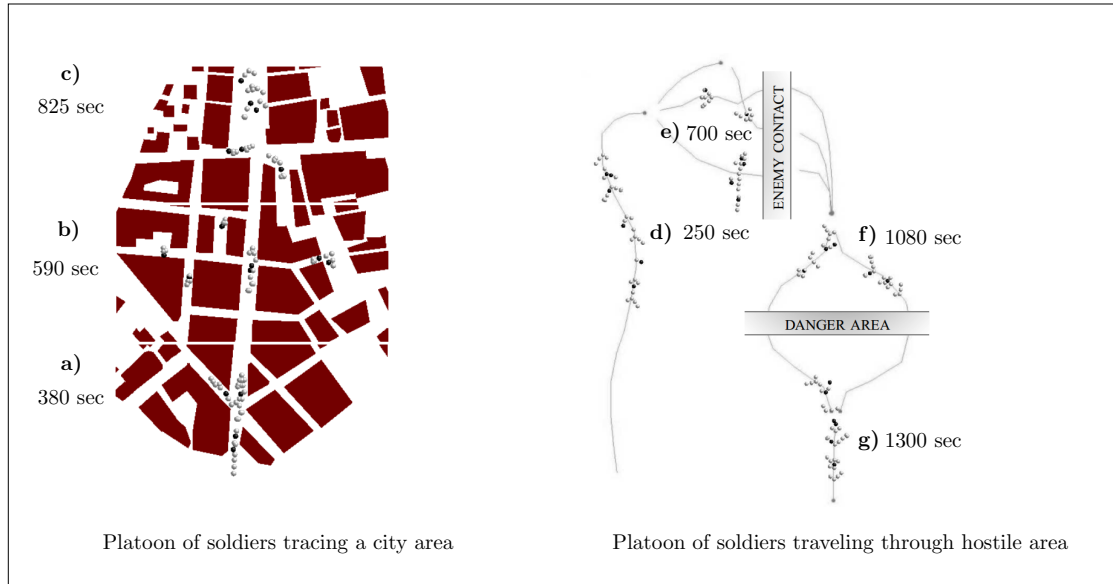 c)
825 sec
b)
590 sec
a)
380 sec
Platoon of soldiers tracing a city area
e) 700 sec
ENEMY CONTACT
d) 250 sec
f) 1080 sec
DANGER AREA
g) 1300 sec
Platoon of soldiers traveling through hostile area